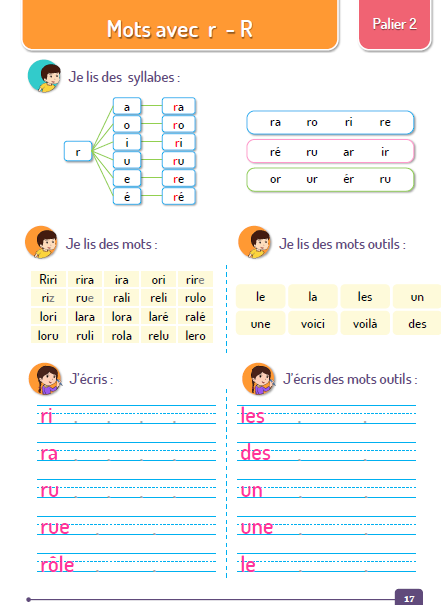 Mots avec r - R
Palier 2
Je lis des syllabes :
r
a ra
o ro
i ri
u ru
e re
é ré
ra ro ri re
ré ru ar ir
or ur ér ru
Je lis des mots :
Riri rira ira ori rire
riz rue rali reli rulo
lori lara lora laré ralé
loru ruli rola relu lero
Je lis des mots outils :
le la les un
une voici voilà des
J'écris :
ri
ra
ru
rue
rôle
J'écris des mots outils :
les
des
un
une
le
17